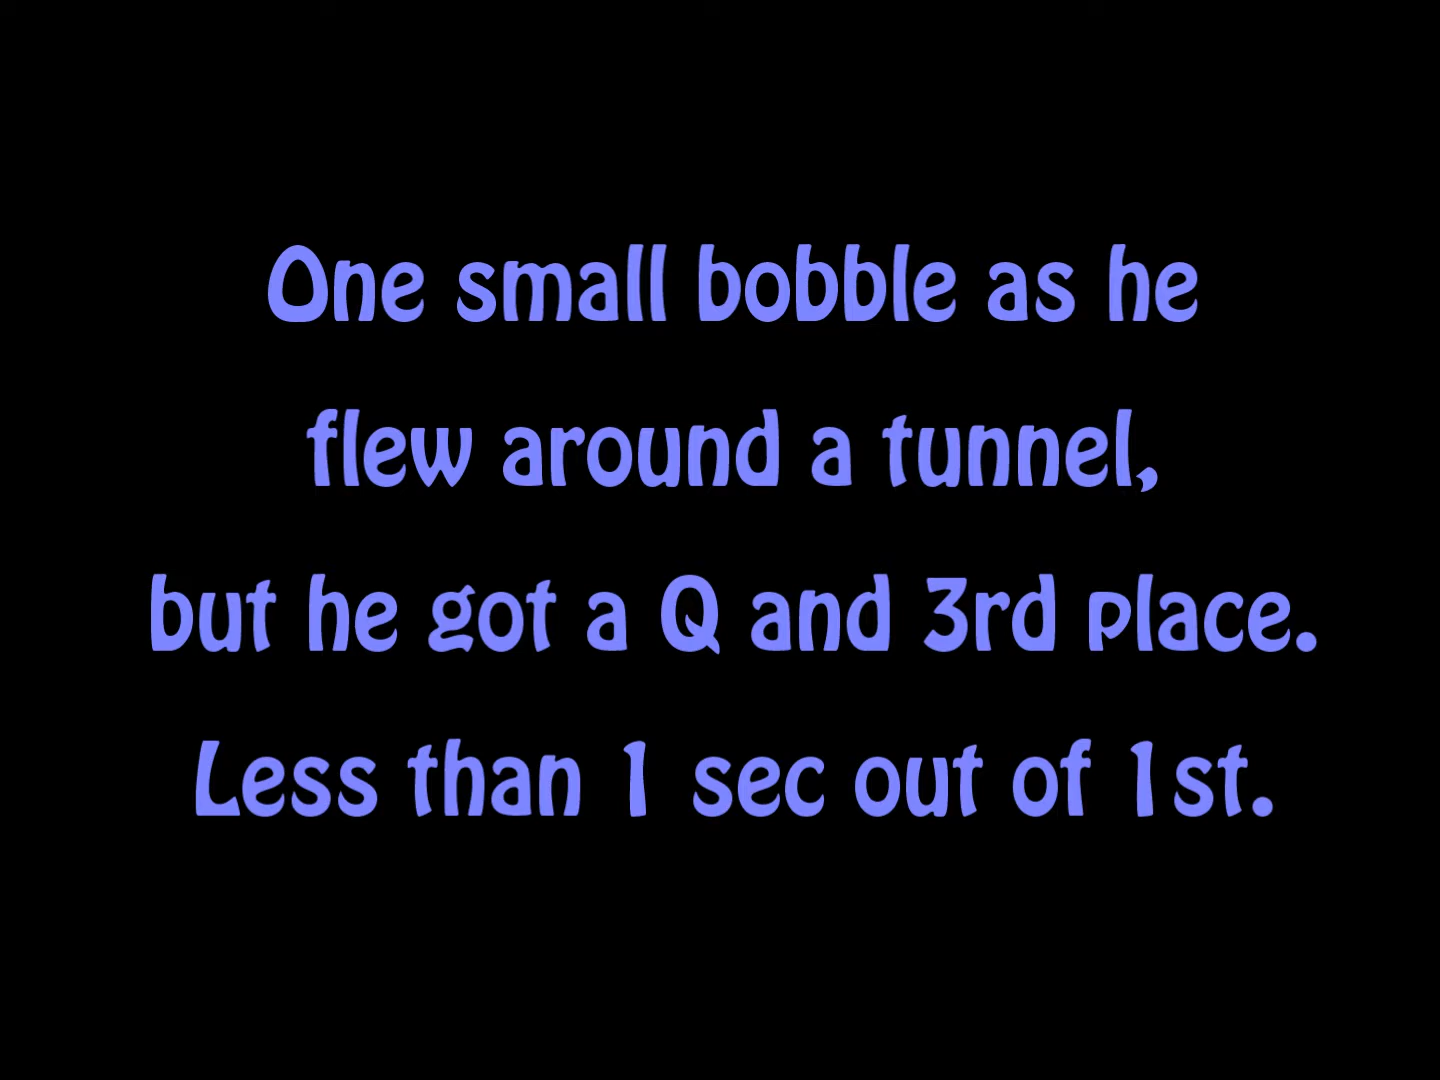 One small bobble as he
flew around a tunnel,
but he got a Q and 3rd place.
Less than 1 sec out of 1st.